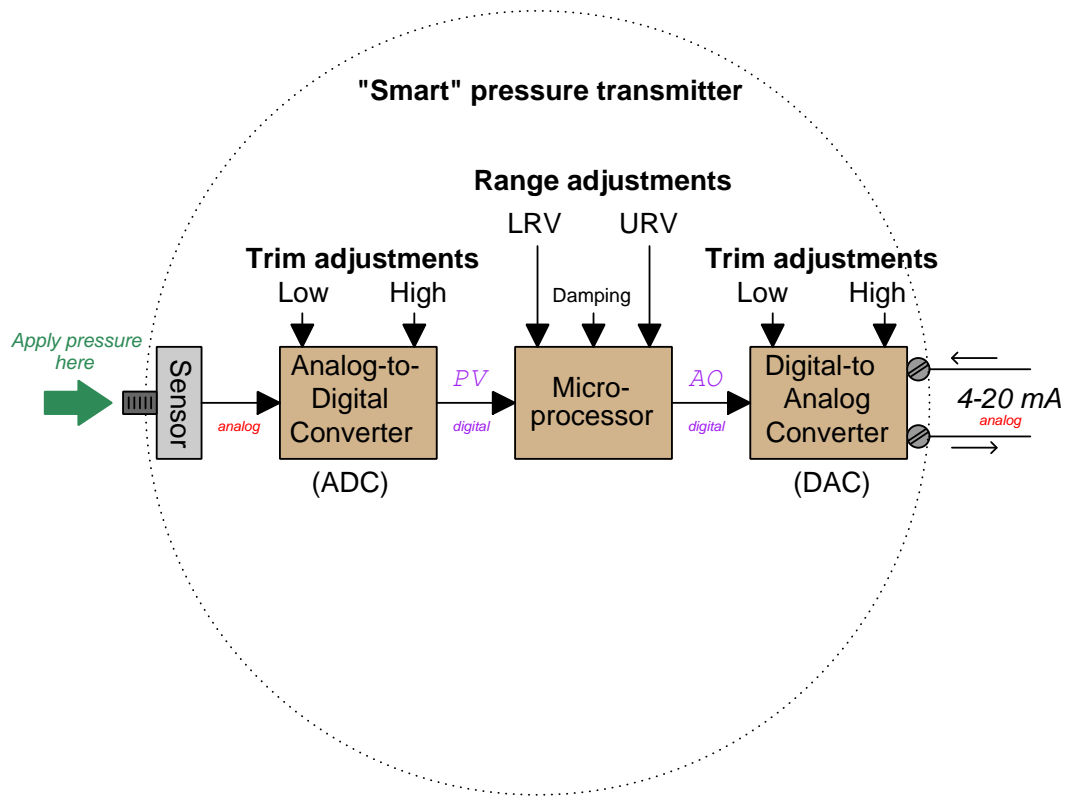 "Smart" pressure transmitter
Range adjustments
LRV URV
Trim adjustments
Low High
Damping
Trim adjustments
Low High
Apply pressure
here
Sensor
analog
Analog-to-
Digital
Converter
(ADC)
PV
digital
Micro-
processor
AO
digital
Digital-to
Analog
Converter
(DAC)
4-20 mA
analog